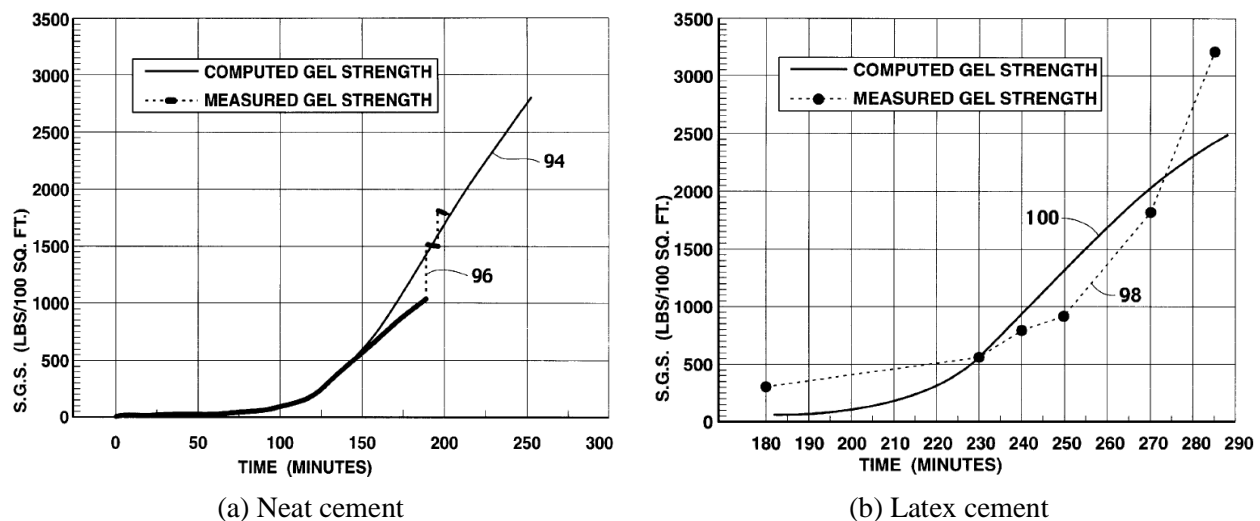 3500
3000
2500
2000
1500
1000
500
0
S.G.S. (LBS/100 SQ. FT.)
COMPUTED GEL STRENGTH
MEASURED GEL STRENGTH
94
96
0 50 100 150 200 250 300
TIME (MINUTES)
(a) Neat cement
3500
3000
2500
2000
1500
1000
500
0
S.G.S. (LBS/100 SQ. FT.)
COMPUTED GEL STRENGTH
MEASURED GEL STRENGTH
100
98
180 190 200 210 220 230 240 250 260 270 280 290
TIME (MINUTES)
(b) Latex cement